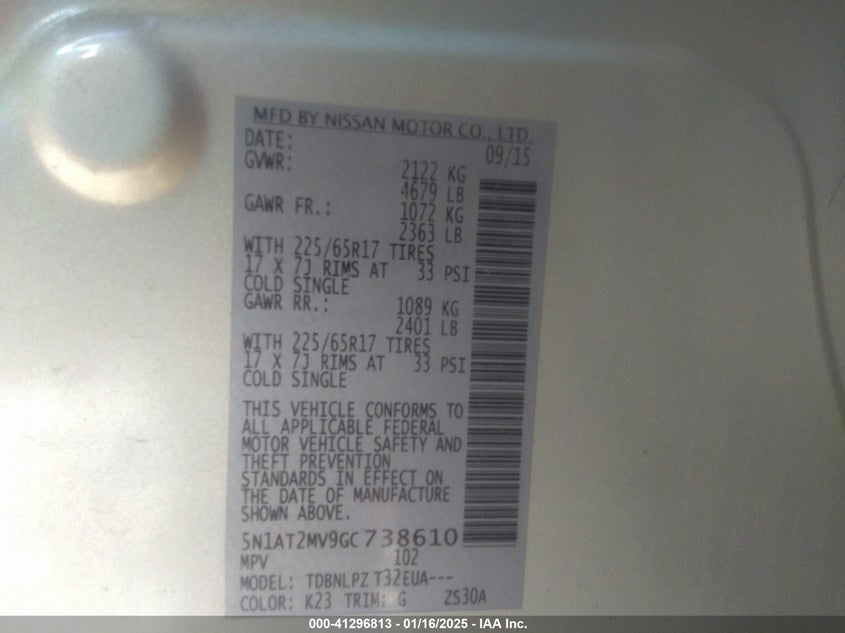 MFD BY NISSAN MOTOR CO., LTD.
DATE: 09/15
GVWR: 2122 KG
4679 LB
GAWR FR.: 1072 KG
2363 LB
WITH 225/65R17 TIRES
17 X 7J RIMS AT 33 PSI
COLD SINGLE
GAWR RR.: 1089 KG
2401 LB
WITH 225/65R17 TIRES
17 X 7J RIMS AT 33 PSI
COLD SINGLE
THIS VEHICLE CONFORMS TO
ALL APPLICABLE FEDERAL
MOTOR VEHICLE SAFETY AND
THEFT PREVENTION
STANDARDS IN EFFECT ON
THE DATE OF MANUFACTURE
SHOWN ABOVE.
5N1AT2MV9GC738610
MPV 102
MODEL: TDBNLPZ T32EUA---
COLOR: K23 TRIM: G ZS30A
000-41296813 - 01/16/2025 - IAA Inc.